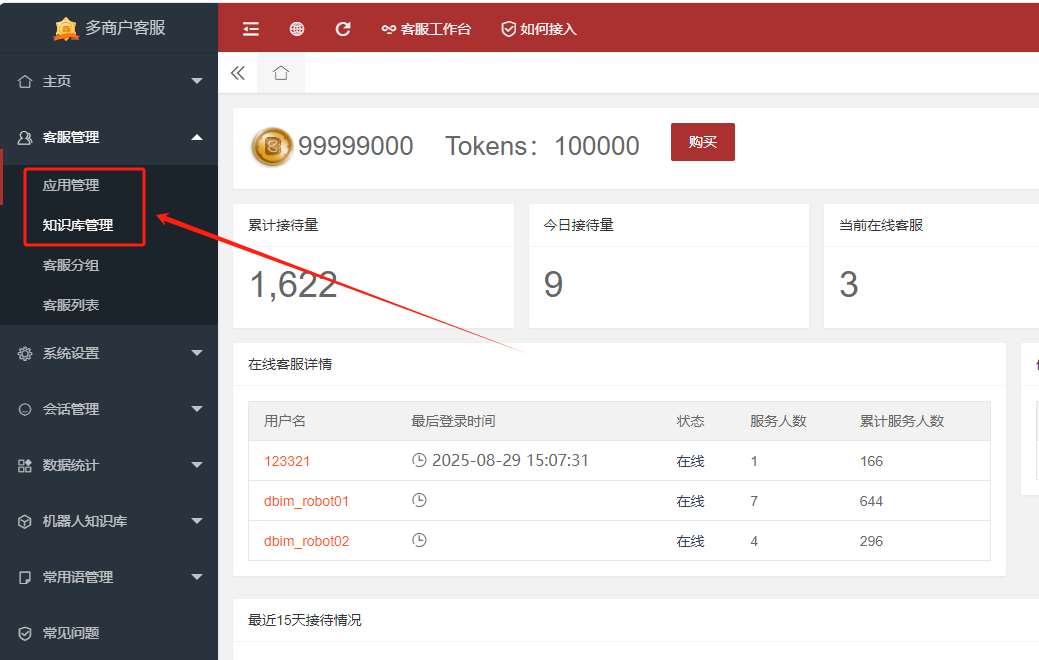 多商户客服
客服工作台
如何接入
主页
客服管理
应用管理
知识库管理
客服分组
客服列表
系统设置
会话管理
数据统计
机器人知识库
常用语管理
常见问题
99999000 Tokens： 100000 购买
累计接待量
1,622
今日接待量
9
当前在线客服
3
在线客服详情
用户名 最后登录时间 状态 服务人数 累计服务人数
123321 2025-08-29 15:07:31 在线 1 166
dbim_robot01 在线 7 644
dbim_robot02 在线 4 296
最近15天接待情况